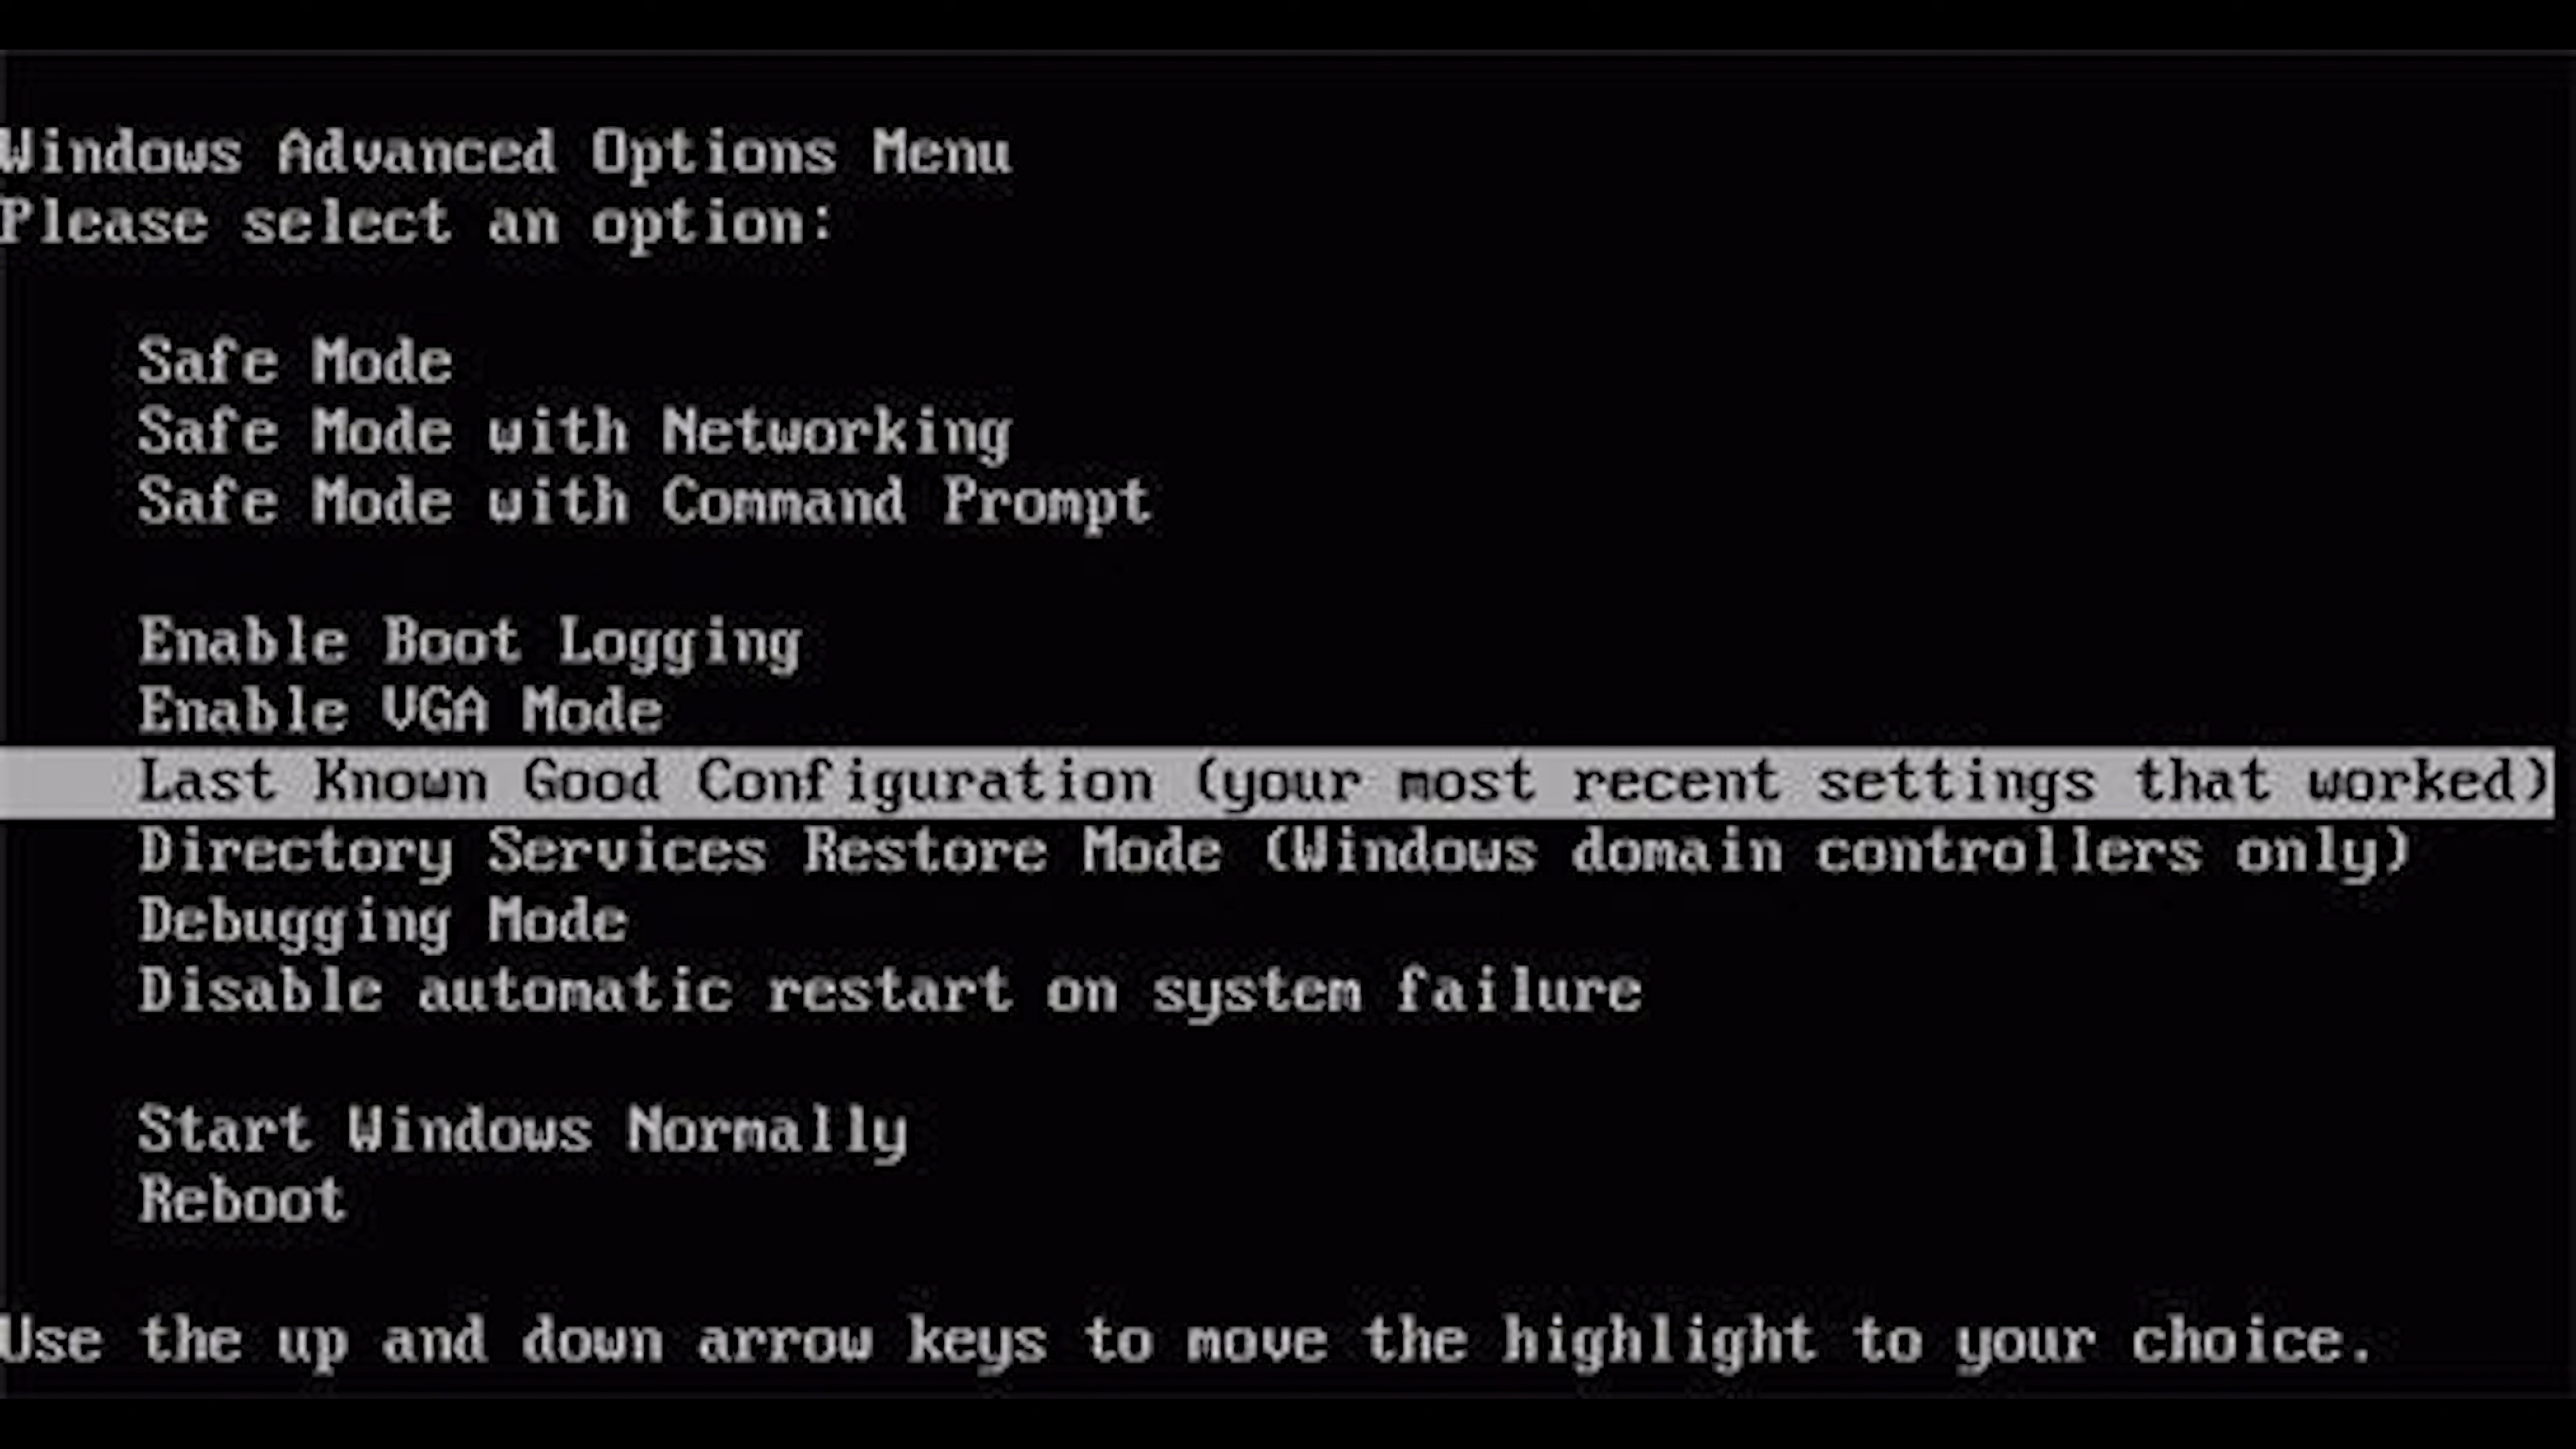 Windows Advanced Options Menu
Please select an option:
Safe Mode
Safe Mode with Networking
Safe Mode with Command Prompt
Enable Boot Logging
Enable VGA Mode
Last Known Good Configuration (your most recent settings that worked)
Directory Services Restore Mode (Windows domain controllers only)
Debugging Mode
Disable automatic restart on system failure
Start Windows Normally
Reboot
Use the up and down arrow keys to move the highlight to your choice.